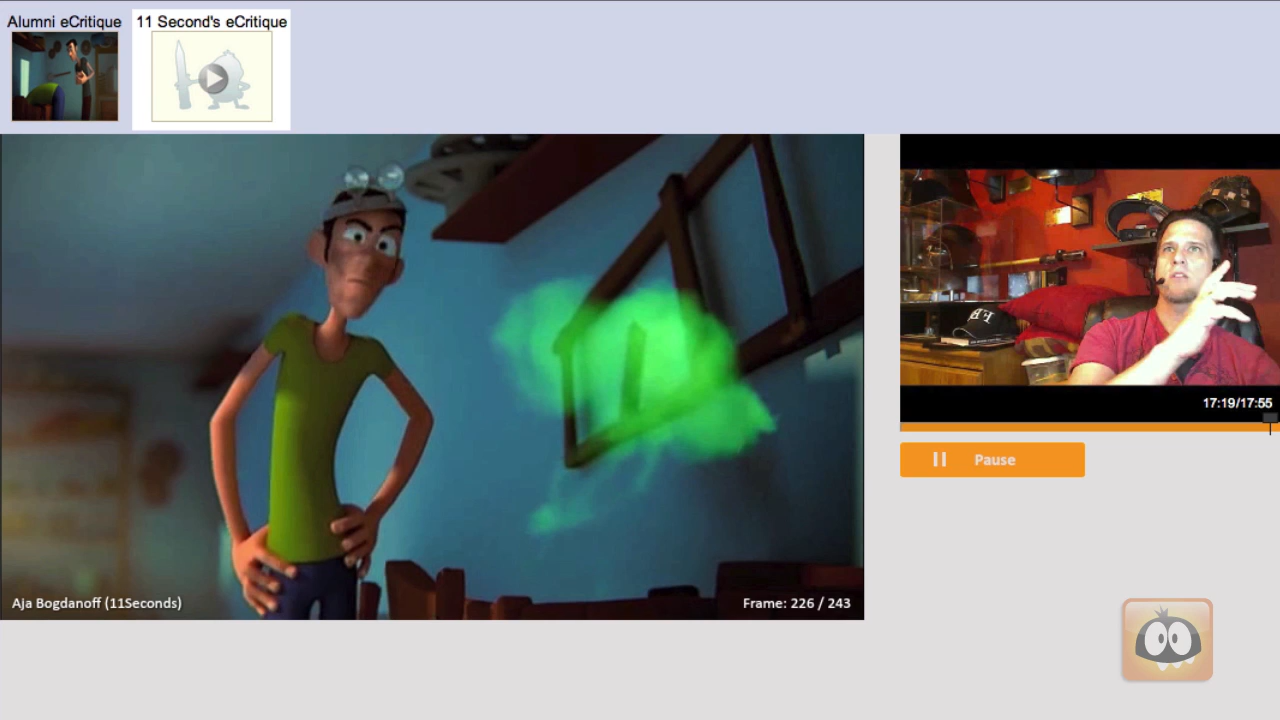 Alumni eCritique
11 Second's eCritique
17:19/17:55
Pause
Aja Bogdanoff (11Seconds)
Frame: 226 / 243